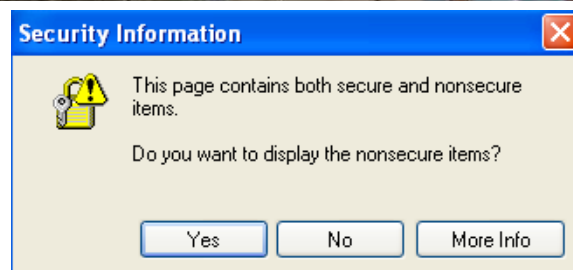 Security Information
This page contains both secure and nonsecure
items.
Do you want to display the nonsecure items?
Yes
No
More Info